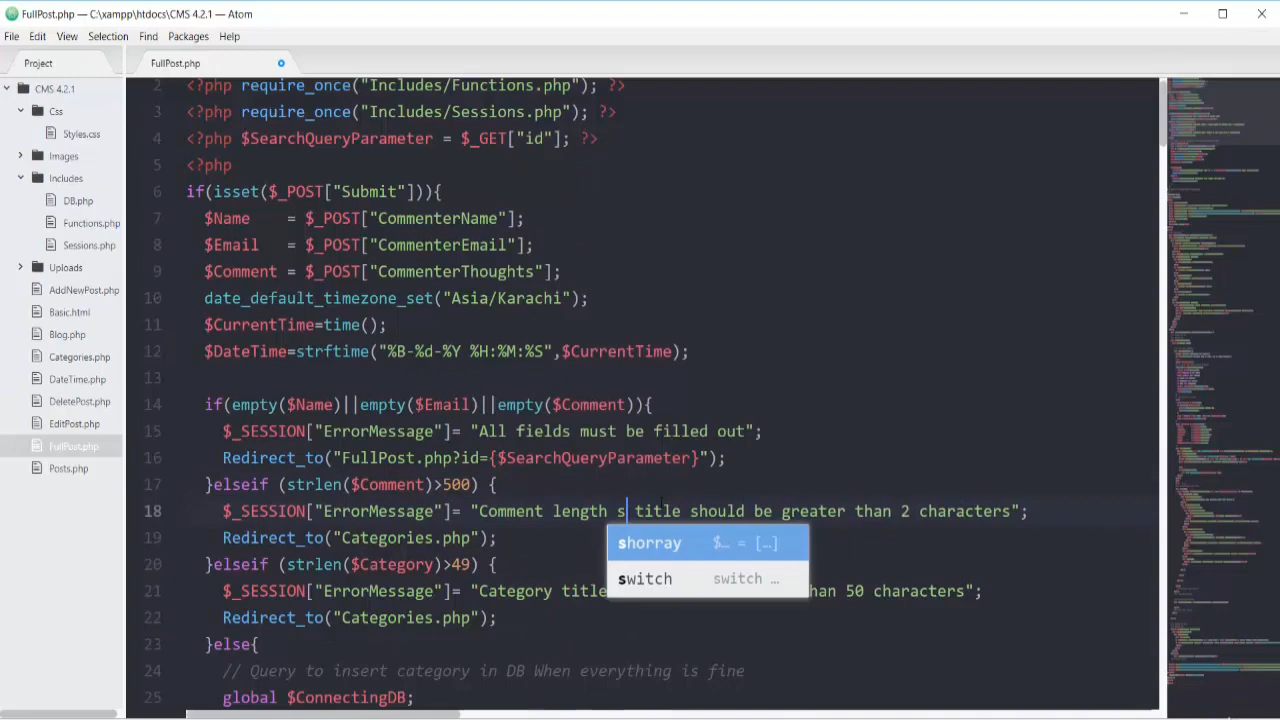 FullPost.php — C:\xampp\htdocs\CMS 4.2.1 — Atom
File Edit View Selection Find Packages Help
Project
FullPost.php
CMS 4.2.1
Css
Styles.css
Images
Includes
DB.php
Functions.php
Sessions.php
Uploads
AddNewPost.php
Basic.html
Blog.php
Categories.php
DateTime.php
DeletePost.php
EditPost.php
FullPost.php
Posts.php
2 <?php require_once("Includes/Functions.php"); ?>
3 <?php require_once("Includes/Sessions.php"); ?>
4 <?php $SearchQueryParameter = $_GET["id"]; ?>
5 <?php
6 if(isset($_POST["Submit"])){
7 $Name = $_POST["CommenterName"];
8 $Email = $_POST["CommenterEmail"];
9 $Comment = $_POST["CommenterThoughts"];
10 date_default_timezone_set("Asia/Karachi");
11 $CurrentTime=time();
12 $DateTime=strftime("%B-%d-%Y %H:%M:%S",$CurrentTime);
13
14 if(empty($Name)||empty($Email)||empty($Comment)){
15 $_SESSION["ErrorMessage"]= "All fields must be filled out";
16 Redirect_to("FullPost.php?id={$SearchQueryParameter}");
17 }elseif (strlen($Comment)>500) {
18 $_SESSION["ErrorMessage"]= "Comment length s title should be greater than 2 characters";
shorray $… = […]
19 Redirect_to("Categories.php");
20 }elseif (strlen($Category)>49) {
switch switch …
21 $_SESSION["ErrorMessage"]= "Category title han 50 characters";
22 Redirect_to("Categories.php");
23 }else{
24 // Query to insert category in DB When everything is fine
25 global $ConnectingDB;